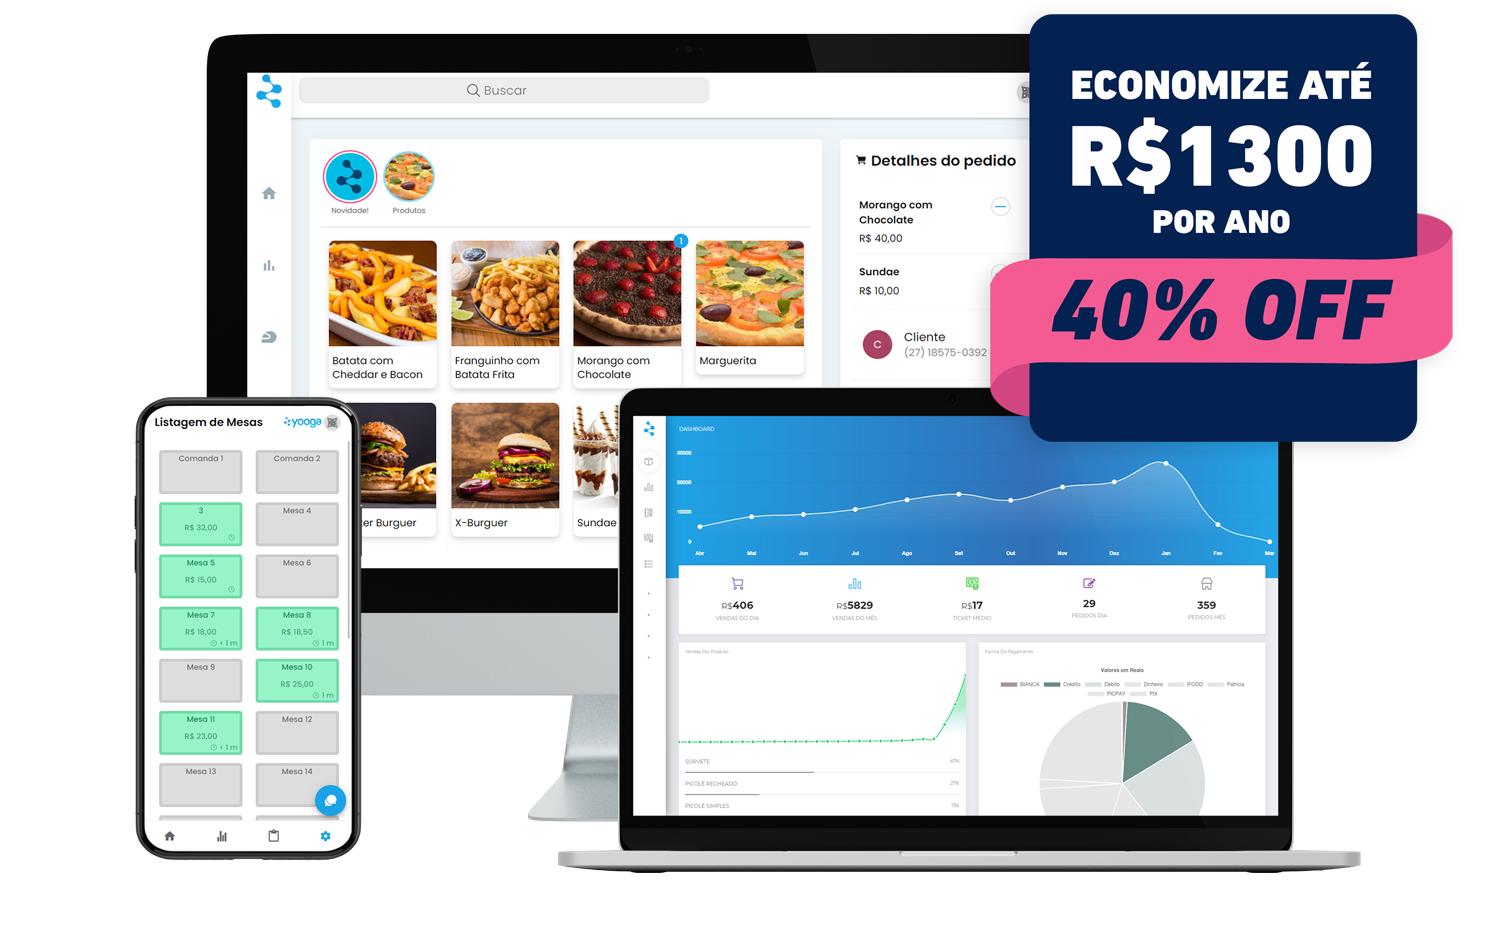 Buscar
Novidade!
Produtos
Batata com
Cheddar e Bacon
Franguinho com
Batata Frita
1
Morango com
Chocolate
Marguerita
ter Burguer
X-Burguer
Sundae
Detalhes do pedido
Morango com
Chocolate
R$ 40,00
Sundae
R$ 10,00
C
Cliente
(27) 18575-0392
ECONOMIZE ATÉ
R$1300
POR ANO
40% OFF
Listagem de Mesas
yooga
Comanda 1
Comanda 2
3
R$ 32,00
Mesa 4
Mesa 5
R$ 15,00
Mesa 6
Mesa 7
R$ 18,00
< 1 m
Mesa 8
R$ 18,50
1 m
Mesa 9
Mesa 10
R$ 25,00
1 m
Mesa 11
R$ 23,00
< 1 m
Mesa 12
Mesa 13
Mesa 14
DASHBOARD
30000
20000
10000
0
Abr Mai Jun Jul Ago Set Out Nov Dez Jan Fev Mar
R$406
VENDAS DO DIA
R$5829
VENDAS DO MÊS
R$17
TICKET MÉDIO
29
PEDIDOS DIA
359
PEDIDOS MÊS
Vendas Por Produto
SORVETE 47%
PICOLÉ RECHEADO 27%
PICOLÉ SIMPLES 13%
Forma De Pagamento
Valores em Reais
BIANCA Crédito Débito Dinheiro IFOOD Patricia
PICPAY PIX